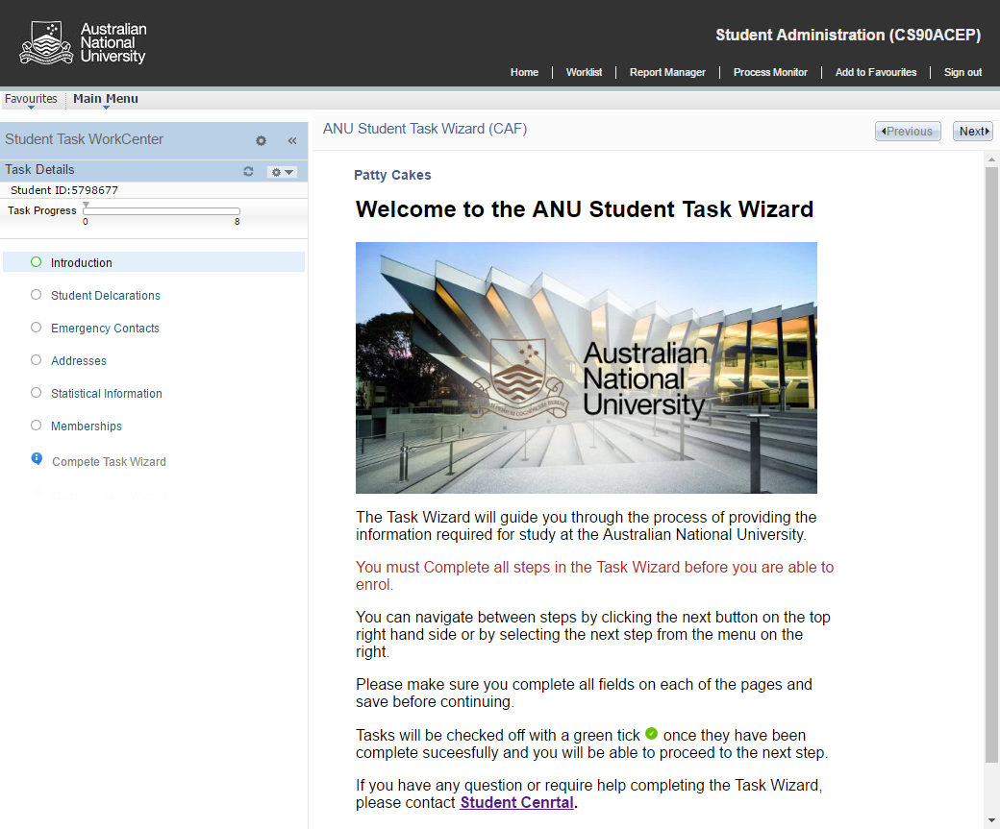 Australian
National
University
Student Administration (CS90ACEP)
Home
Worklist
Report Manager
Process Monitor
Add to Favourites
Sign out
Favourites
Main Menu
Student Task WorkCenter
«
Task Details
Student ID:5798677
Task Progress
0
8
Introduction
Student Delcarations
Emergency Contacts
Addresses
Statistical Information
Memberships
Compete Task Wizard
ANU Student Task Wizard (CAF)
Previous
Next
Patty Cakes
Welcome to the ANU Student Task Wizard
Australian
National
University
The Task Wizard will guide you through the process of providing the
information required for study at the Australian National University.
You must Complete all steps in the Task Wizard before you are able to
enrol.
You can navigate between steps by clicking the next button on the top
right hand side or by selecting the next step from the menu on the
right.
Please make sure you complete all fields on each of the pages and
save before continuing.
Tasks will be checked off with a green tick once they have been
complete suceesfully and you will be able to proceed to the next step.
If you have any question or require help completing the Task Wizard,
please contact Student Cenrtal.